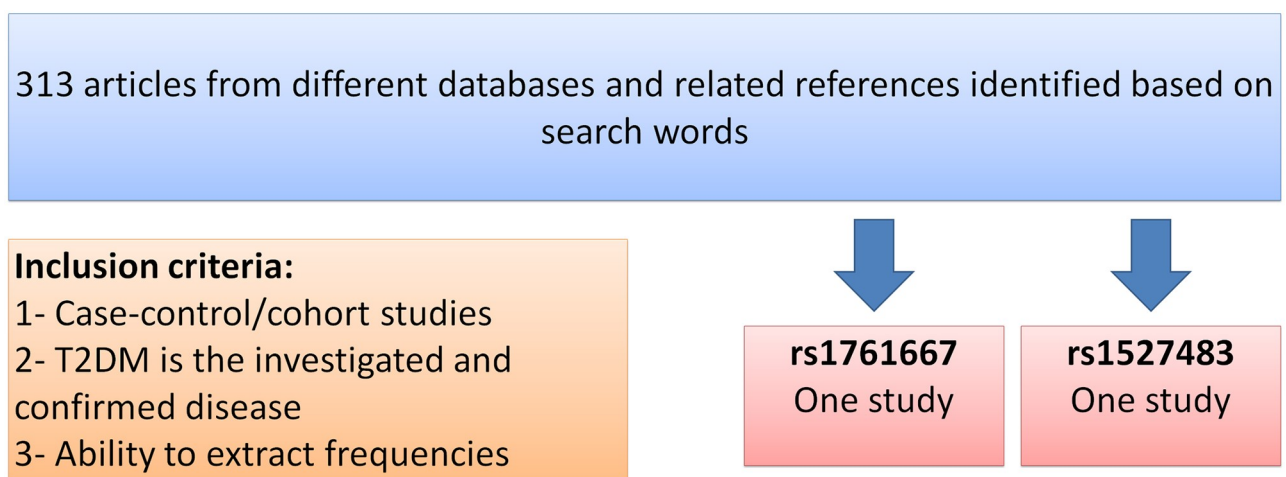 313 articles from different databases and related references identified based on
search words
Inclusion criteria:
1- Case-control/cohort studies
2- T2DM is the investigated and
confirmed disease
3- Ability to extract frequencies
rs1761667
One study
rs1527483
One study